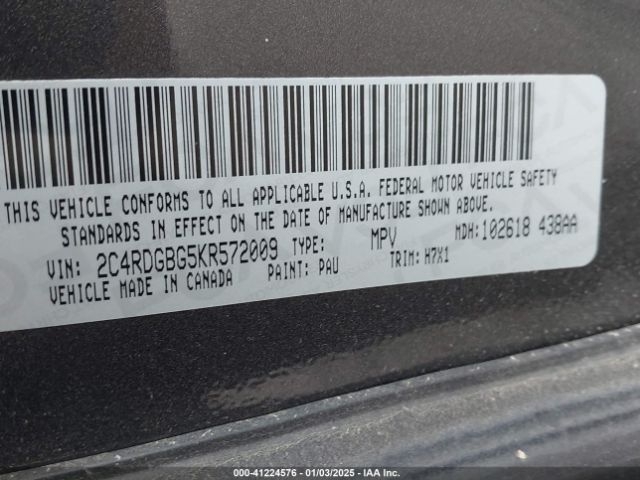 THIS VEHICLE CONFORMS TO ALL APPLICABLE U.S.A. FEDERAL MOTOR VEHICLE SAFETY
STANDARDS IN EFFECT ON THE DATE OF MANUFACTURE SHOWN ABOVE.
VIN: 2C4RDGBG5KR572009 TYPE: MPV MDH: 102618 438AA
VEHICLE MADE IN CANADA PAINT: PAU TRIM: H7X1
000-41224576 - 01/03/2025 - IAA Inc.